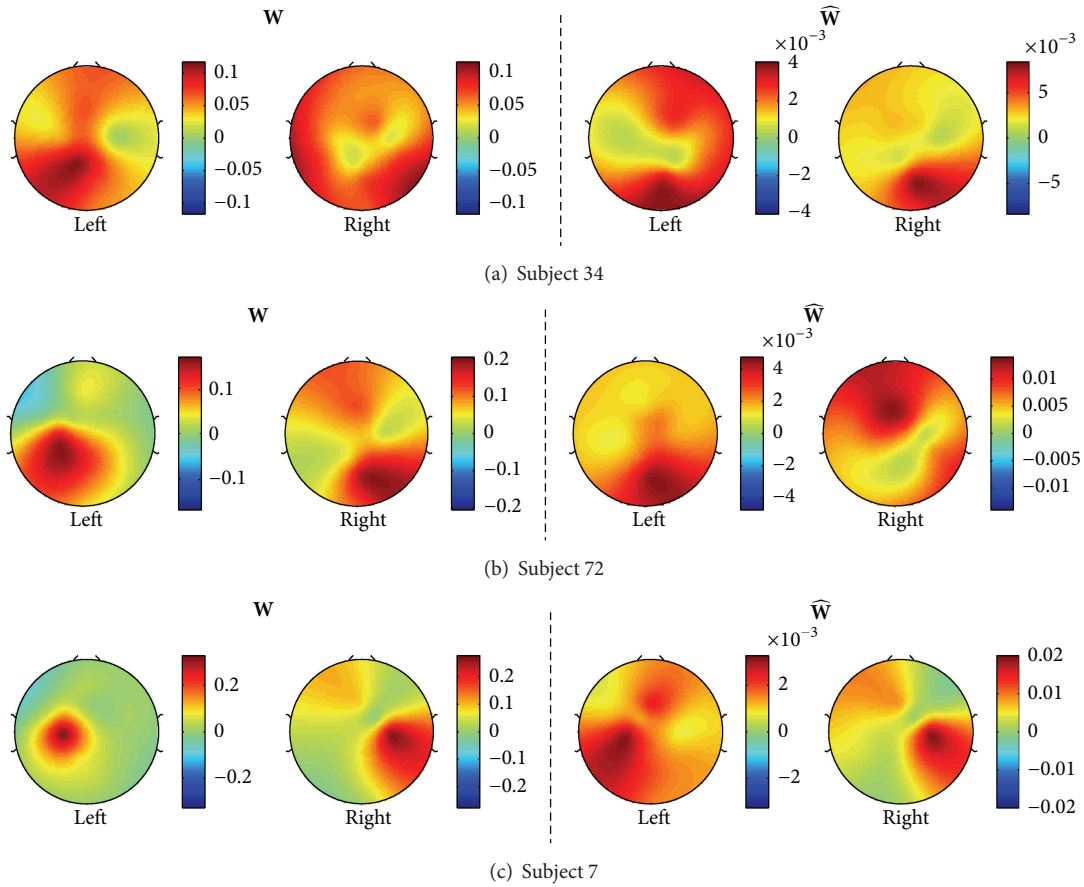 W
Ŵ
0.1
0.05
0
−0.05
−0.1
Left
0.1
0.05
0
−0.05
−0.1
Right
×10⁻³
4
2
0
−2
−4
Left
×10⁻³
5
0
−5
Right
(a) Subject 34
W
Ŵ
0.1
0
−0.1
Left
0.2
0.1
0
−0.1
−0.2
Right
×10⁻³
4
2
0
−2
−4
Left
0.01
0.005
0
−0.005
−0.01
Right
(b) Subject 72
W
Ŵ
0.2
0
−0.2
Left
0.2
0.1
0
−0.1
−0.2
Right
×10⁻³
2
0
−2
Left
0.02
0.01
0
−0.01
−0.02
Right
(c) Subject 7